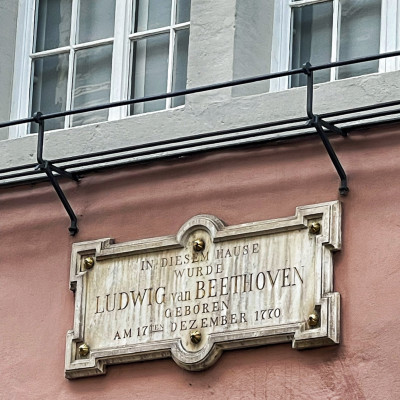 IN DIESEM HAUSE
WURDE
LUDWIG van BEETHOVEN
GEBOREN
AM 17TEN DEZEMBER 1770